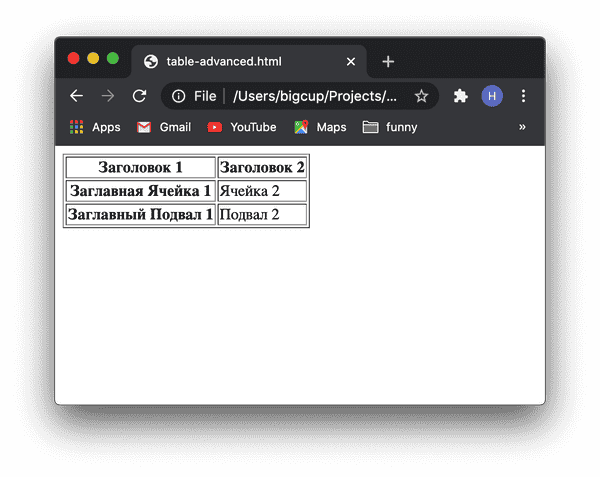 table-advanced.html
File | /Users/bigcup/Projects/... H
Apps Gmail YouTube Maps funny »
Заголовок 1 Заголовок 2
Заглавная Ячейка 1 Ячейка 2
Заглавный Подвал 1 Подвал 2